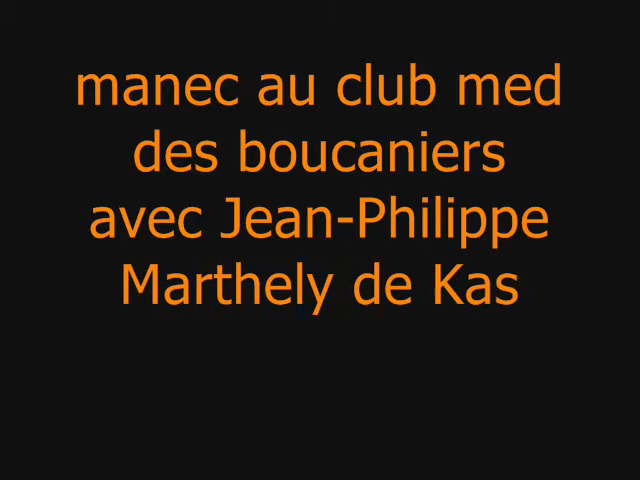 manec au club med
des boucaniers
avec Jean-Philippe
Marthely de Kas